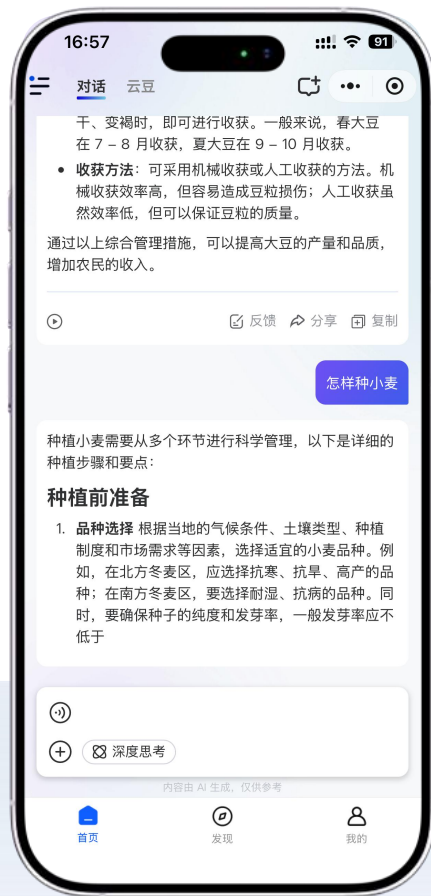 16:57
91
对话 云豆
干、变褐时，即可进行收获。一般来说，春大豆
在 7 – 8 月收获，夏大豆在 9 – 10 月收获。
• 收获方法：可采用机械收获或人工收获的方法。机
械收获效率高，但容易造成豆粒损伤；人工收获虽
然效率低，但可以保证豆粒的质量。
通过以上综合管理措施，可以提高大豆的产量和品质，
增加农民的收入。
反馈 分享 复制
怎样种小麦
种植小麦需要从多个环节进行科学管理，以下是详细的
种植步骤和要点：
种植前准备
1. 品种选择 根据当地的气候条件、土壤类型、种植
制度和市场需求等因素，选择适宜的小麦品种。例
如，在北方冬麦区，应选择抗寒、抗旱、高产的品
种；在南方冬麦区，要选择耐湿、抗病的品种。同
时，要确保种子的纯度和发芽率，一般发芽率应不
低于
深度思考
内容由 AI 生成，仅供参考
首页 发现 我的